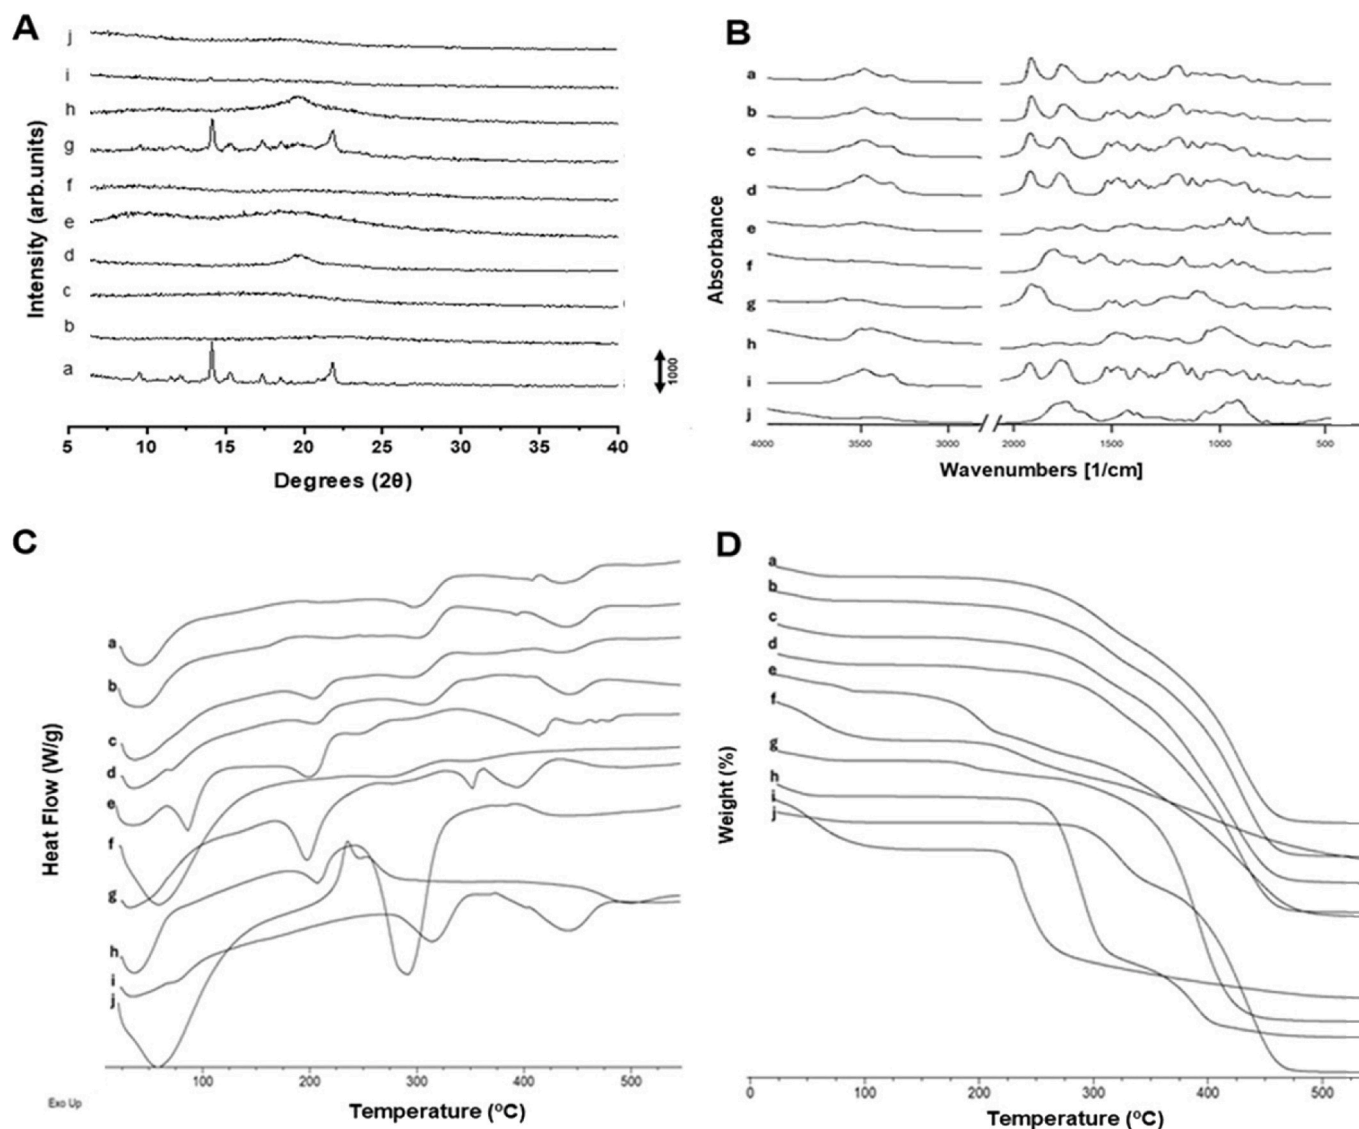 A
j
i
h
g
f
e
d
c
b
a
Intensity (arb.units)
1000
5 10 15 20 25 30 35 40
Degrees (2θ)
B
a
b
c
d
e
f
g
h
i
j
Absorbance
4000 3500 3000 2000 1500 1000 500
Wavenumbers [1/cm]
C
a
b
c
d
e
f
g
h
i
j
Heat Flow (W/g)
100 200 300 400 500
Exo Up
Temperature (ºC)
D
a
b
c
d
e
f
g
h
i
j
Weight (%)
0 100 200 300 400 500
Temperature (ºC)